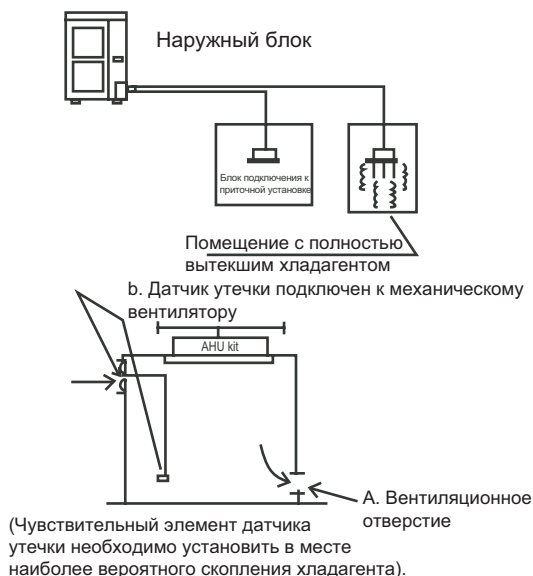 Наружный блок
Блок подключения к
приточной установке
Помещение с полностью
вытекшим хладагентом
b. Датчик утечки подключен к механическому
вентилятору
AHU kit
A. Вентиляционное
отверстие
(Чувствительный элемент датчика
утечки необходимо установить в месте
наиболее вероятного скопления хладагента).